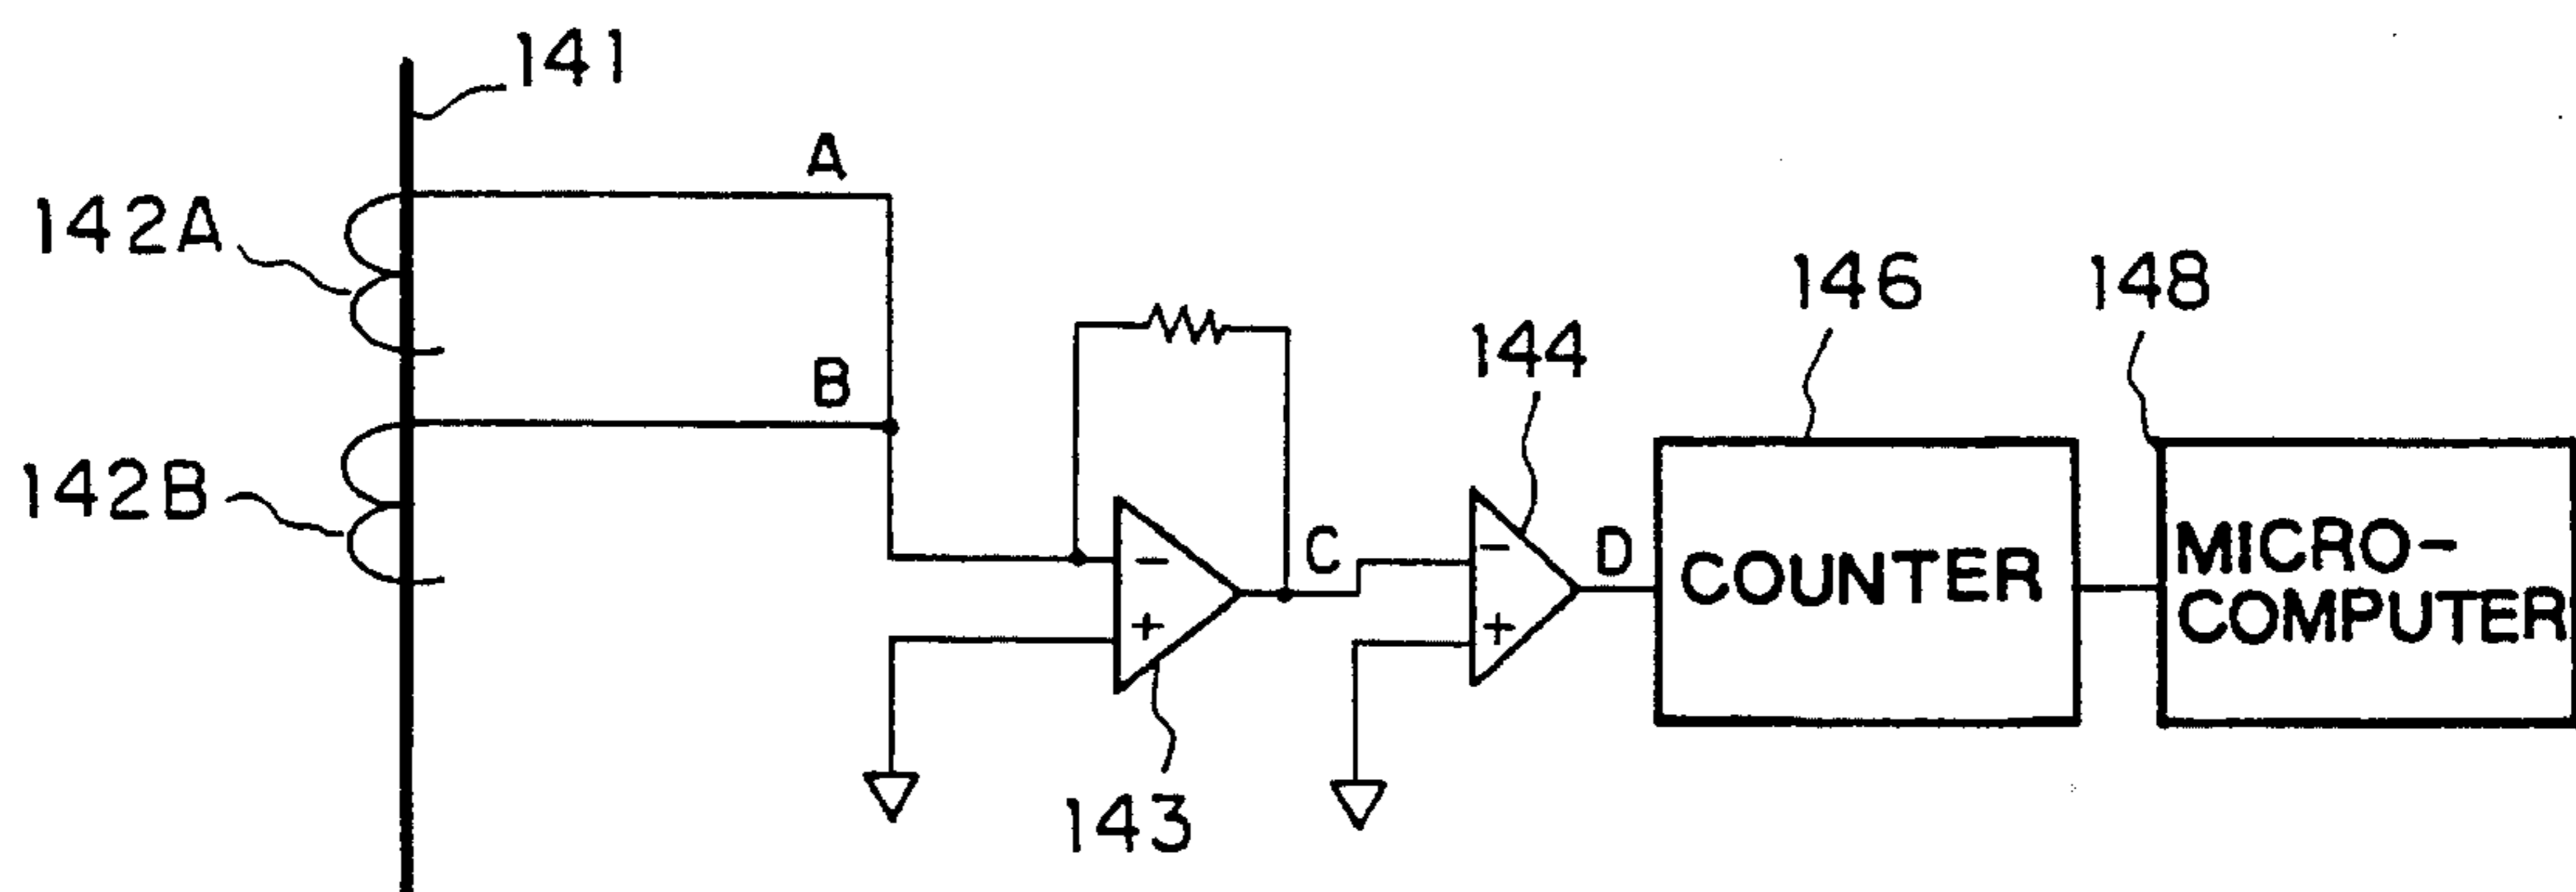 141
A
142A
146
148
144
B
142B
C
D
COUNTER
MICRO-
COMPUTER
-
+
-
+
143